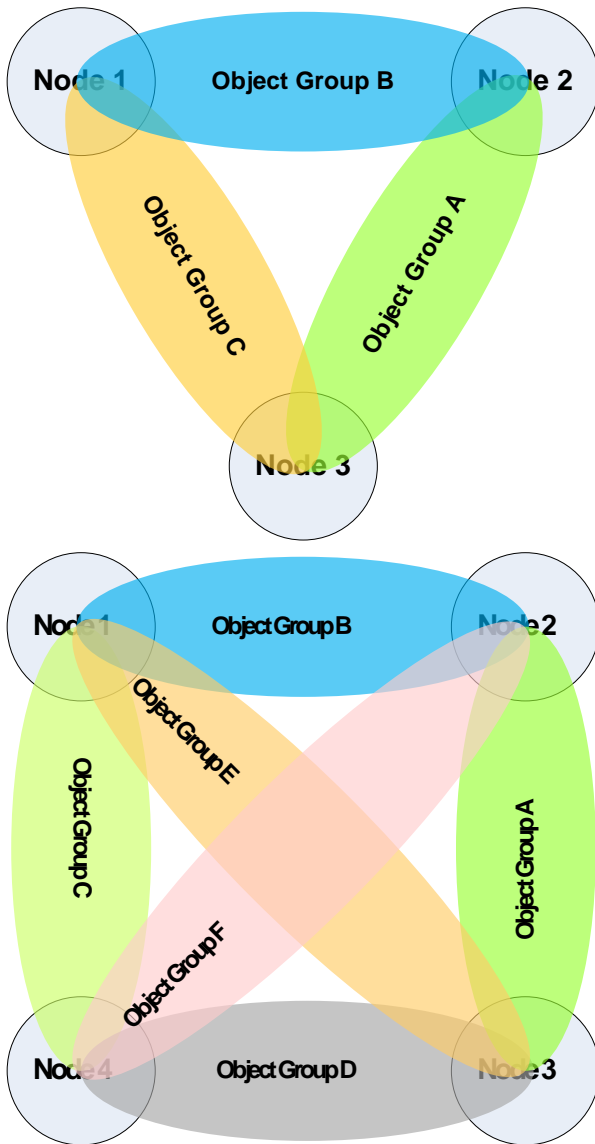 Node 1
Object Group B
Node 2
Object Group C
Object Group A
Node 3
Node 1
Object Group B
Node 2
Object Group E
Object Group C
Object Group A
Object Group F
Node 4
Object Group D
Node 3